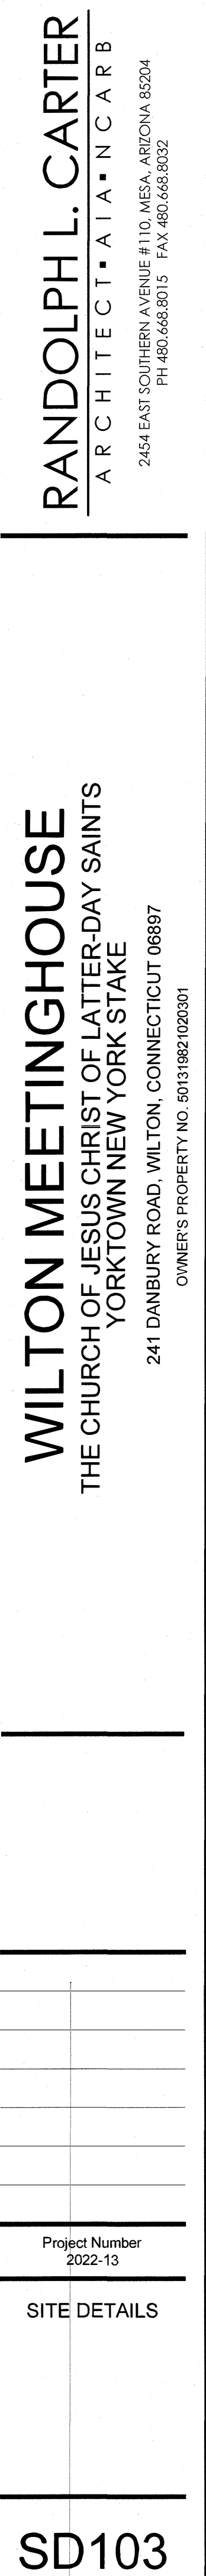 RANDOLPH L. CARTER
ARCHITECT ▪ AIA ▪ NCARB
2454 EAST SOUTHERN AVENUE #110, MESA, ARIZONA 85204
PH 480.668.8015 FAX 480.668.8032
WILTON MEETINGHOUSE
THE CHURCH OF JESUS CHRIST OF LATTER-DAY SAINTS
YORKTOWN NEW YORK STAKE
241 DANBURY ROAD, WILTON, CONNECTICUT 06897
OWNER'S PROPERTY NO. 501319821020301
Project Number
2022-13
SITE DETAILS
SD103